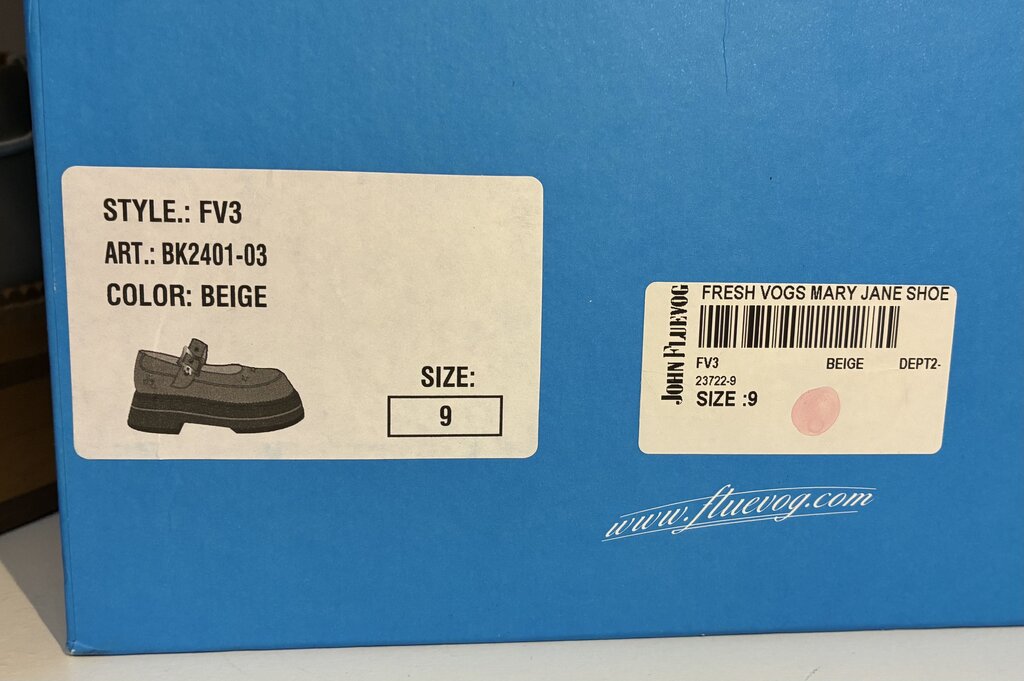 STYLE.: FV3
ART.: BK2401-03
COLOR: BEIGE
SIZE:
9
JOHN FLUEVOG
FRESH VOGS MARY JANE SHOE
FV3 BEIGE DEPT2-
23722-9
SIZE :9
www.fluevog.com